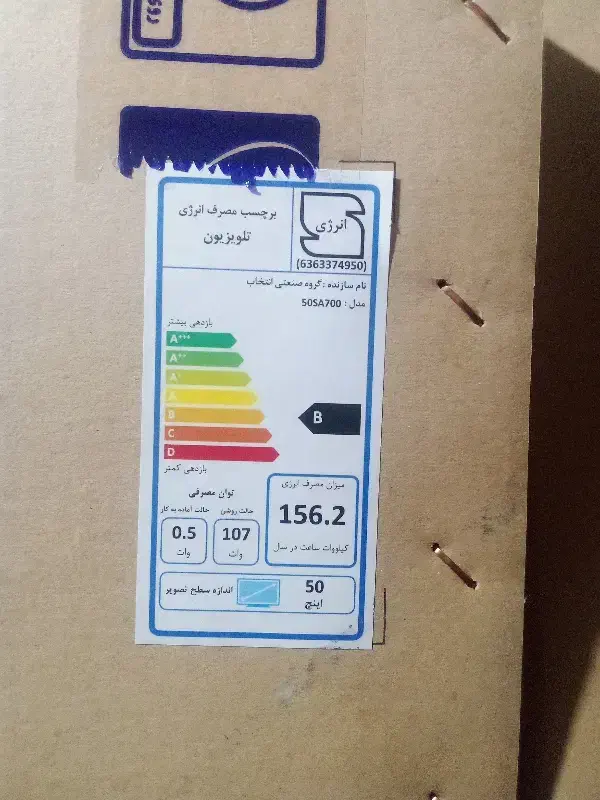 برچسب مصرف انرژی
تلویزیون
انرژی
(6363374950)
نام سازنده : گروه صنعتی انتخاب
مدل : 50SA700
بازدهی بیشتر
A+++
A++
A+
A
B
C
D
B
بازدهی کمتر
توان مصرفی
حالت روشنی
107
وات
حالت آماده به کار
0.5
وات
میزان مصرف انرژی
156.2
کیلووات ساعت در سال
اندازه سطح تصویر
50
اینچ